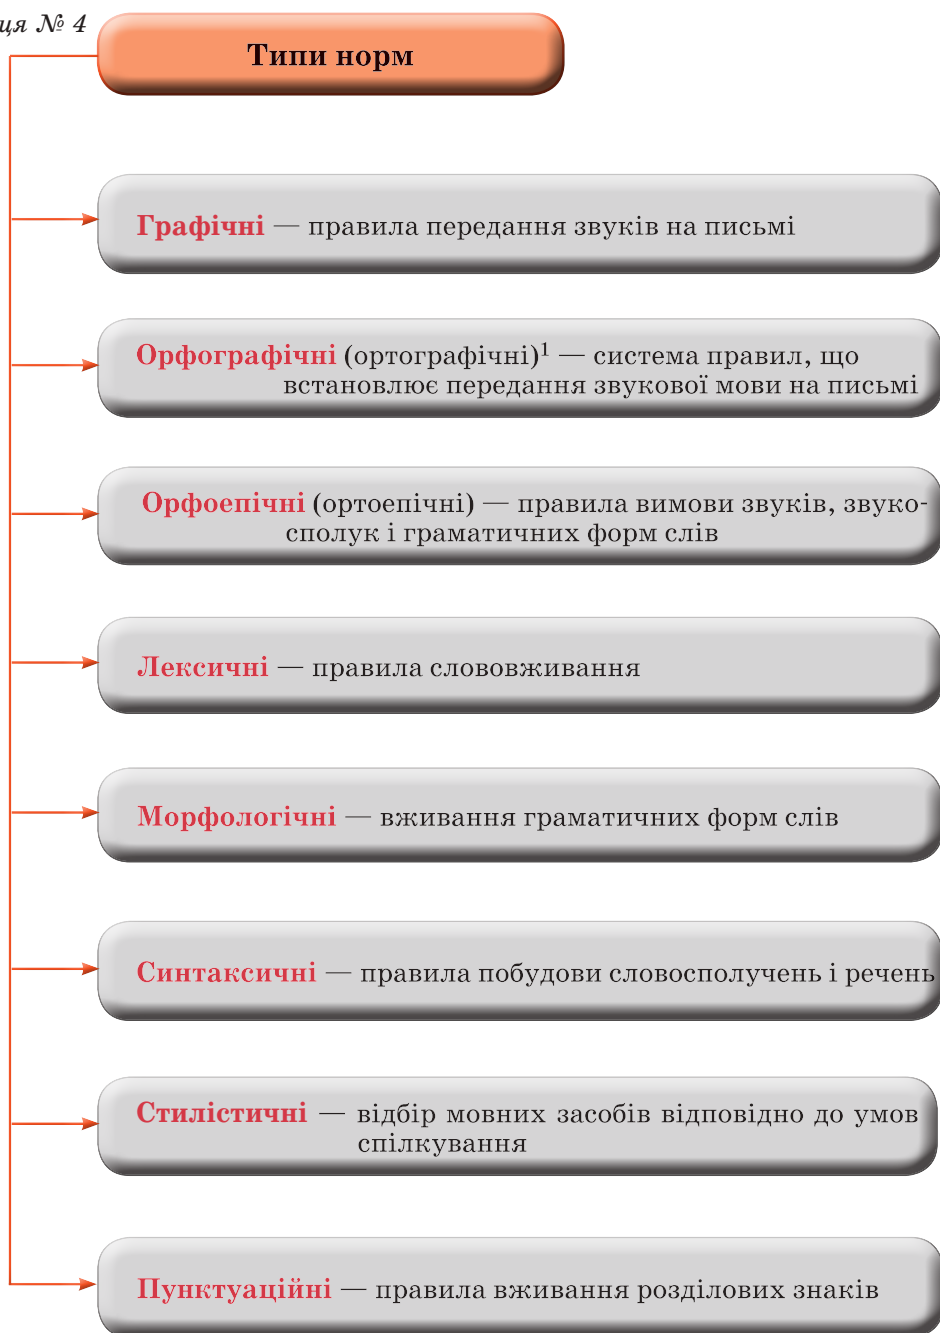 ця № 4
Типи норм
Графічні — правила передання звуків на письмі
Орфографічні (ортографічні)¹ — система правил, що
встановлює передання звукової мови на письмі
Орфоепічні (ортоепічні) — правила вимови звуків, звуко-
сполук і граматичних форм слів
Лексичні — правила слововживання
Морфологічні — вживання граматичних форм слів
Синтаксичні — правила побудови словосполучень і речень
Стилістичні — відбір мовних засобів відповідно до умов
спілкування
Пунктуаційні — правила вживання розділових знаків